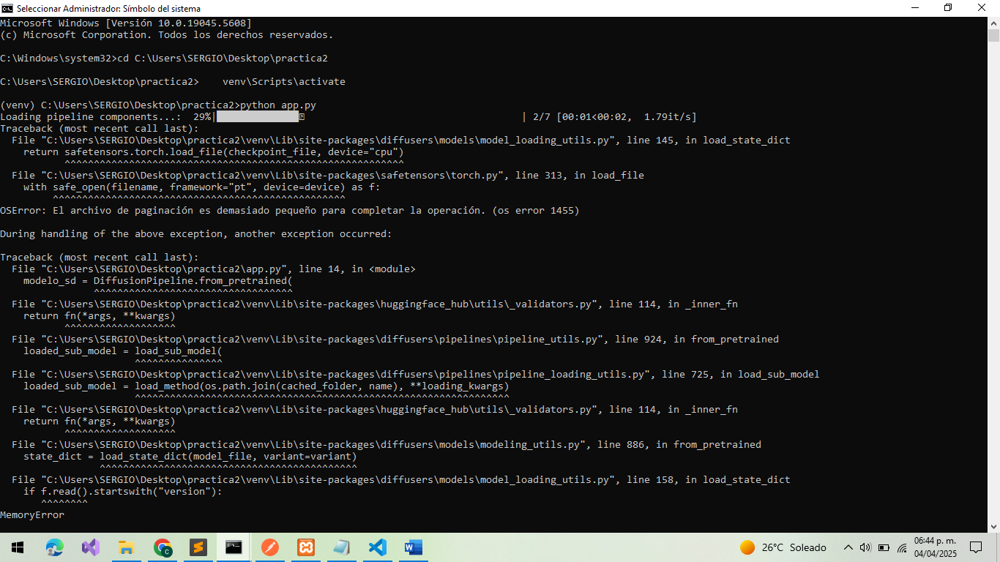 Seleccionar Administrador: Símbolo del sistema
Microsoft Windows [Versión 10.0.19045.5608]
(c) Microsoft Corporation. Todos los derechos reservados.
C:\Windows\system32>cd C:\Users\SERGIO\Desktop\practica2
C:\Users\SERGIO\Desktop\practica2>    venv\Scripts\activate
(venv) C:\Users\SERGIO\Desktop\practica2>python app.py
Loading pipeline components...:  29%|                | 2/7 [00:01<00:02,  1.79it/s]
Traceback (most recent call last):
  File "C:\Users\SERGIO\Desktop\practica2\venv\Lib\site-packages\diffusers\models\model_loading_utils.py", line 145, in load_state_dict
    return safetensors.torch.load_file(checkpoint_file, device="cpu")
           ^^^^^^^^^^^^^^^^^^^^^^^^^^^^^^^^^^^^^^^^^^^^^^^^^^^^^^^^^^
  File "C:\Users\SERGIO\Desktop\practica2\venv\Lib\site-packages\safetensors\torch.py", line 313, in load_file
    with safe_open(filename, framework="pt", device=device) as f:
         ^^^^^^^^^^^^^^^^^^^^^^^^^^^^^^^^^^^^^^^^^^^^^^^^^^
OSError: El archivo de paginación es demasiado pequeño para completar la operación. (os error 1455)
During handling of the above exception, another exception occurred:
Traceback (most recent call last):
  File "C:\Users\SERGIO\Desktop\practica2\app.py", line 14, in <module>
    modelo_sd = DiffusionPipeline.from_pretrained(
                ^^^^^^^^^^^^^^^^^^^^^^^^^^^^^^^^^^
  File "C:\Users\SERGIO\Desktop\practica2\venv\Lib\site-packages\huggingface_hub\utils\_validators.py", line 114, in _inner_fn
    return fn(*args, **kwargs)
           ^^^^^^^^^^^^^^^^^^^
  File "C:\Users\SERGIO\Desktop\practica2\venv\Lib\site-packages\diffusers\pipelines\pipeline_utils.py", line 924, in from_pretrained
    loaded_sub_model = load_sub_model(
                       ^^^^^^^^^^^^^^^
  File "C:\Users\SERGIO\Desktop\practica2\venv\Lib\site-packages\diffusers\pipelines\pipeline_loading_utils.py", line 725, in load_sub_model
    loaded_sub_model = load_method(os.path.join(cached_folder, name), **loading_kwargs)
                       ^^^^^^^^^^^^^^^^^^^^^^^^^^^^^^^^^^^^^^^^^^^^^^^^^^^^^^^^^^^^^^^^
  File "C:\Users\SERGIO\Desktop\practica2\venv\Lib\site-packages\huggingface_hub\utils\_validators.py", line 114, in _inner_fn
    return fn(*args, **kwargs)
           ^^^^^^^^^^^^^^^^^^^
  File "C:\Users\SERGIO\Desktop\practica2\venv\Lib\site-packages\diffusers\models\modeling_utils.py", line 886, in from_pretrained
    state_dict = load_state_dict(model_file, variant=variant)
                 ^^^^^^^^^^^^^^^^^^^^^^^^^^^^^^^^^^^^^^^^^^^^
  File "C:\Users\SERGIO\Desktop\practica2\venv\Lib\site-packages\diffusers\models\model_loading_utils.py", line 158, in load_state_dict
    if f.read().startswith("version"):
       ^^^^^^^^
MemoryError
26°C  Soleado
06:44 p. m.
04/04/2025